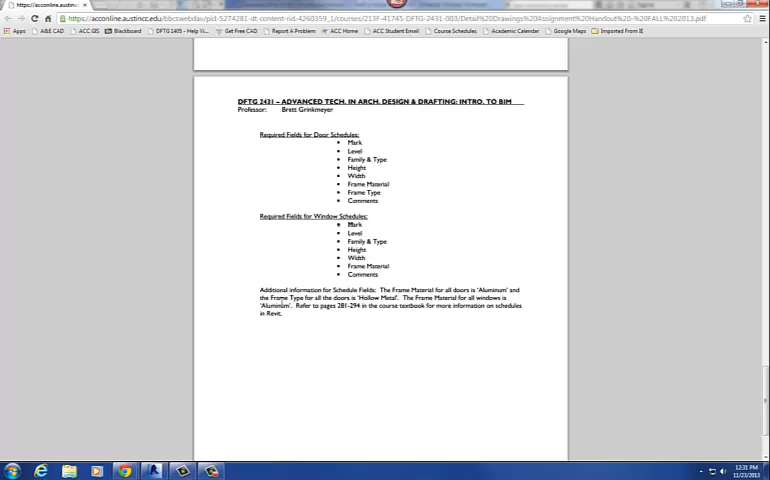 https://acconline.austincc.edu
https://acconline.austincc.edu/bbcswebdav/pid-5274281-dt-content-rid-4260359_1/courses/213F-41745-DFTG-2431-003/Detail%20Drawings%20Assignment%20Handout%20-%20FALL%202013.pdf
Apps A&E CAD ACC GIS Blackboard DFTG 1405 - Help Vi... Get Free CAD Report A Problem ACC Home ACC Student Email Course Schedules Academic Calendar Google Maps Imported From IE
DFTG 2431 – ADVANCED TECH. IN ARCH. DESIGN & DRAFTING: INTRO. TO BIM
Professor: Brett Grinkmeyer
Required Fields for Door Schedules:
• Mark
• Level
• Family & Type
• Height
• Width
• Frame Material
• Frame Type
• Comments
Required Fields for Window Schedules:
• Mark
• Level
• Family & Type
• Height
• Width
• Frame Material
• Comments
Additional information for Schedule Fields: The Frame Material for all doors is 'Aluminum' and
the Frame Type for all the doors is 'Hollow Metal'. The Frame Material for all windows is
'Aluminum'. Refer to pages 281-294 in the course textbook for more information on schedules
in Revit.
12:31 PM
11/23/2013